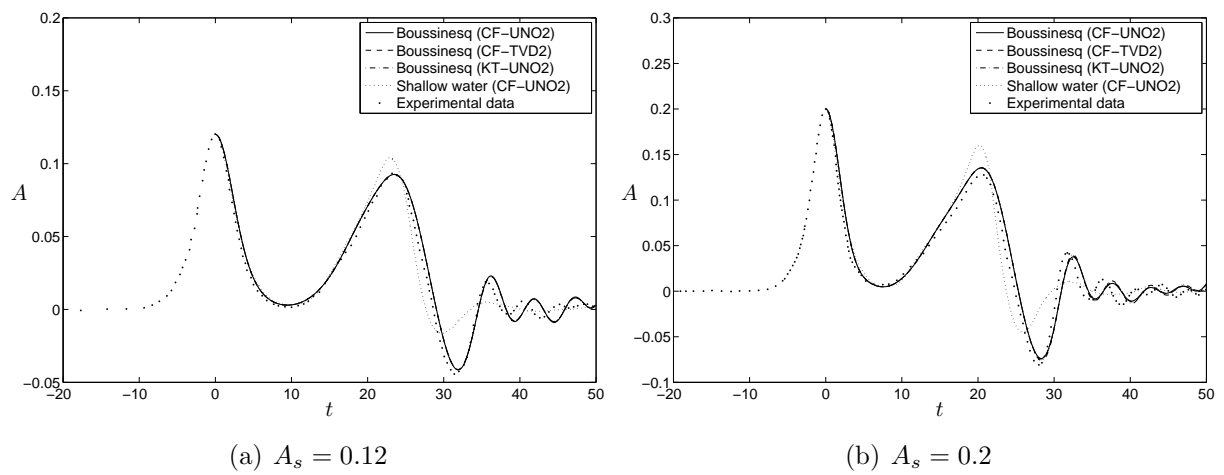 0.2
0.15
0.1
0.05
0
−0.05
A
−20
−10
0
10
20
30
40
50
t
Boussinesq (CF−UNO2)
Boussinesq (CF−TVD2)
Boussinesq (KT−UNO2)
Shallow water (CF−UNO2)
Experimental data
(a) A_s = 0.12
0.3
0.25
0.2
0.15
0.1
0.05
0
−0.05
−0.1
A
−20
−10
0
10
20
30
40
50
t
Boussinesq (CF−UNO2)
Boussinesq (CF−TVD2)
Boussinesq (KT−UNO2)
Shallow water (CF−UNO2)
Experimental data
(b) A_s = 0.2